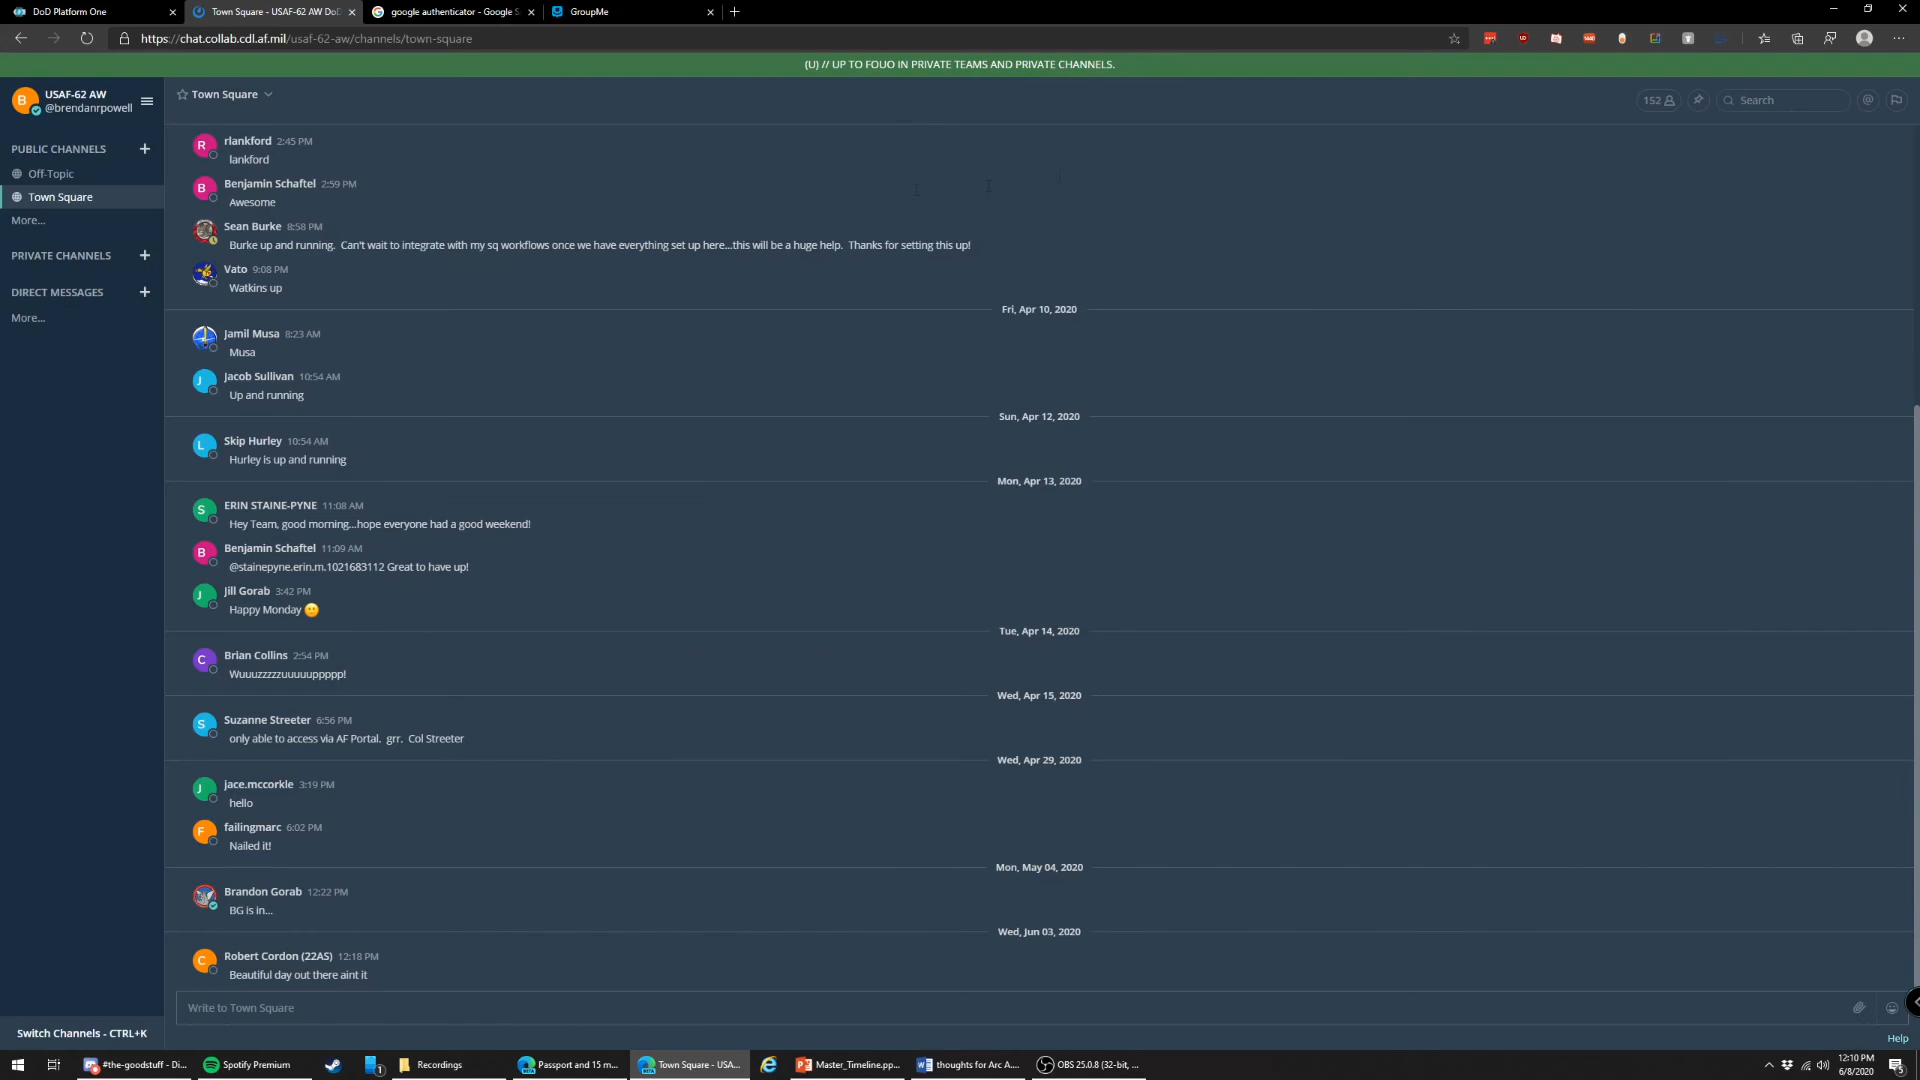 DoD Platform One
Town Square - USAF-62 AW DoD
google authenticator - Google S
GroupMe
https://chat.collab.cdl.af.mil/usaf-62-aw/channels/town-square
(U) // UP TO FOUO IN PRIVATE TEAMS AND PRIVATE CHANNELS.
B
USAF-62 AW
@brendanrpowell
Town Square
152
Search
PUBLIC CHANNELS +
Off-Topic
Town Square
More...
PRIVATE CHANNELS +
DIRECT MESSAGES +
More...
R
rlankford 2:45 PM
lankford
B
Benjamin Schaftel 2:59 PM
Awesome
Sean Burke 8:58 PM
Burke up and running. Can't wait to integrate with my sq workflows once we have everything set up here...this will be a huge help. Thanks for setting this up!
Vato 9:08 PM
Watkins up
Fri, Apr 10, 2020
Jamil Musa 8:23 AM
Musa
J
Jacob Sullivan 10:54 AM
Up and running
Sun, Apr 12, 2020
L
Skip Hurley 10:54 AM
Hurley is up and running
Mon, Apr 13, 2020
S
ERIN STAINE-PYNE 11:08 AM
Hey Team, good morning...hope everyone had a good weekend!
B
Benjamin Schaftel 11:09 AM
@stainepyne.erin.m.1021683112 Great to have up!
J
Jill Gorab 3:42 PM
Happy Monday 🙂
Tue, Apr 14, 2020
C
Brian Collins 2:54 PM
Wuuuzzzzzuuuuuppppp!
Wed, Apr 15, 2020
S
Suzanne Streeter 6:56 PM
only able to access via AF Portal. grr. Col Streeter
Wed, Apr 29, 2020
J
jace.mccorkle 3:19 PM
hello
F
failingmarc 6:02 PM
Nailed it!
Mon, May 04, 2020
Brandon Gorab 12:22 PM
BG is in...
Wed, Jun 03, 2020
C
Robert Cordon (22AS) 12:18 PM
Beautiful day out there aint it
Write to Town Square
Switch Channels - CTRL+K
Help
#the-goodstuff - Di...
Spotify Premium
1
Recordings
Passport and 15 m...
Town Square - USA...
Master_Timeline.pp...
thoughts for Arc A...
OBS 25.0.8 (32-bit, ...
12:10 PM
6/8/2020
5